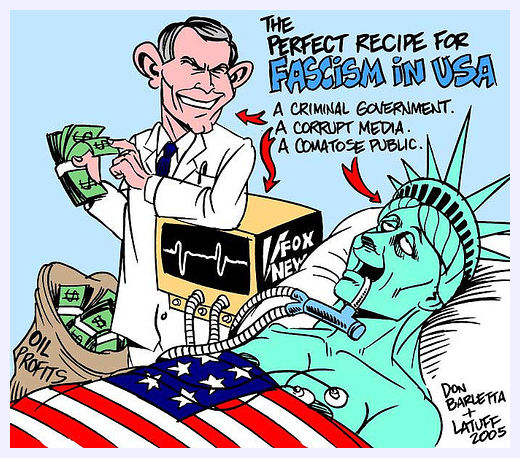 THE
PERFECT RECIPE FOR
FASCISM IN USA
A CRIMINAL GOVERNMENT.
A CORRUPT MEDIA.
A COMATOSE PUBLIC.
$
$
FOX
NEWS
$
$
$
OIL
PROFITS
DON
BARLETTA
+
LATUFF
2005